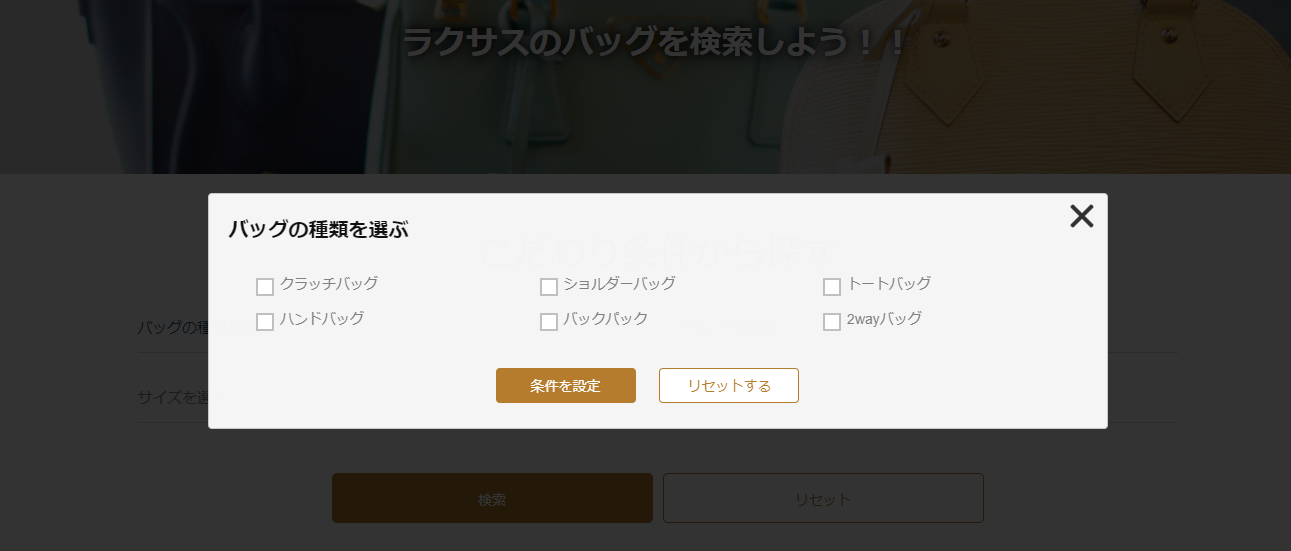 ラクサスのバッグを検索しよう！！
バッグの種類を選ぶ
こだわり条件から探す
クラッチバッグ
ショルダーバッグ
トートバッグ
ハンドバッグ
バックパック
2wayバッグ
バッグの種
条件を設定
リセットする
サイズを選
検索
リセット